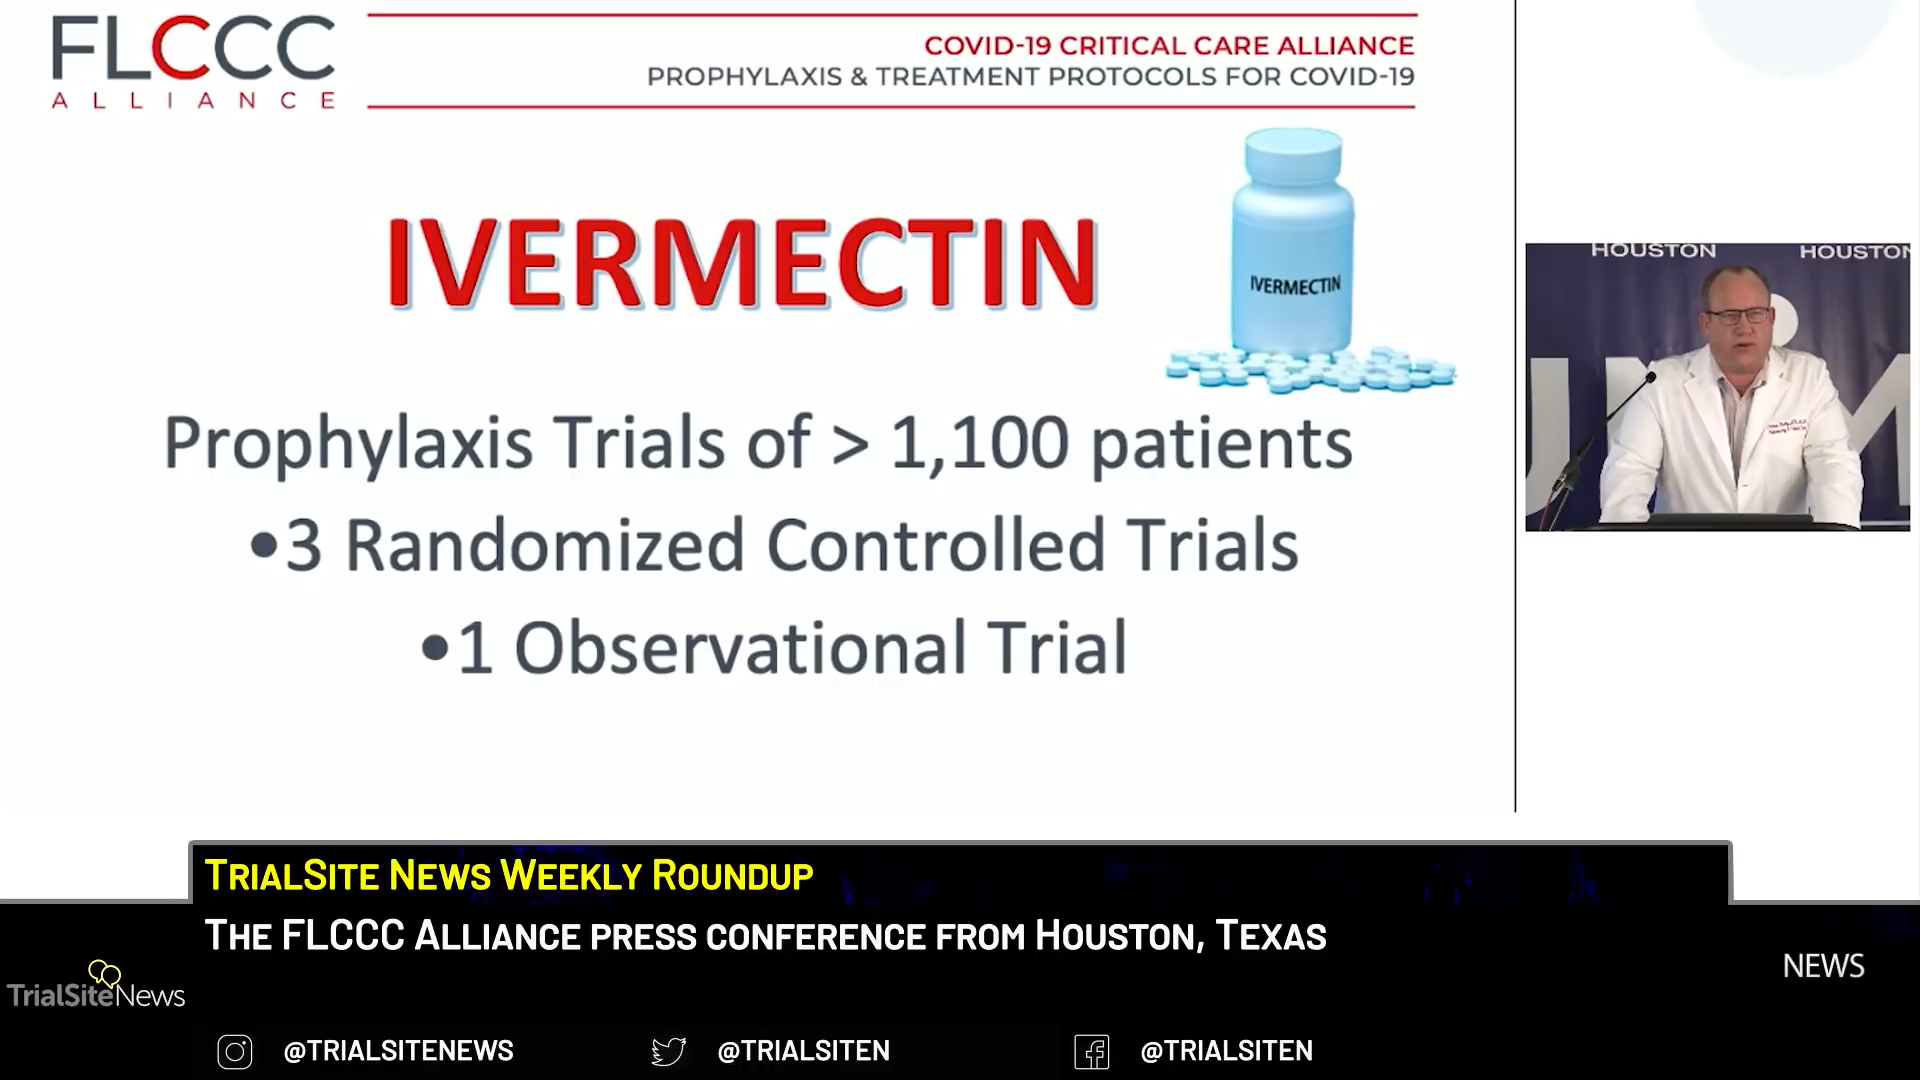 FLCCC
ALLIANCE
COVID-19 CRITICAL CARE ALLIANCE
PROPHYLAXIS & TREATMENT PROTOCOLS FOR COVID-19
IVERMECTIN
IVERMECTIN
Prophylaxis Trials of > 1,100 patients
•3 Randomized Controlled Trials
•1 Observational Trial
HOUSTON HOUSTON
TRIALSITE NEWS WEEKLY ROUNDUP
THE FLCCC ALLIANCE PRESS CONFERENCE FROM HOUSTON, TEXAS
TrialSiteNews
NEWS
@TRIALSITENEWS @TRIALSITEN @TRIALSITEN